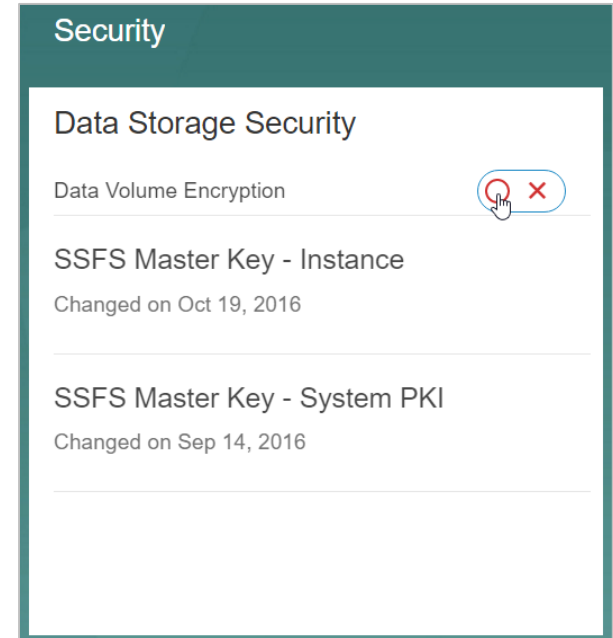 Security
Data Storage Security
Data Volume Encryption
SSFS Master Key - Instance
Changed on Oct 19, 2016
SSFS Master Key - System PKI
Changed on Sep 14, 2016